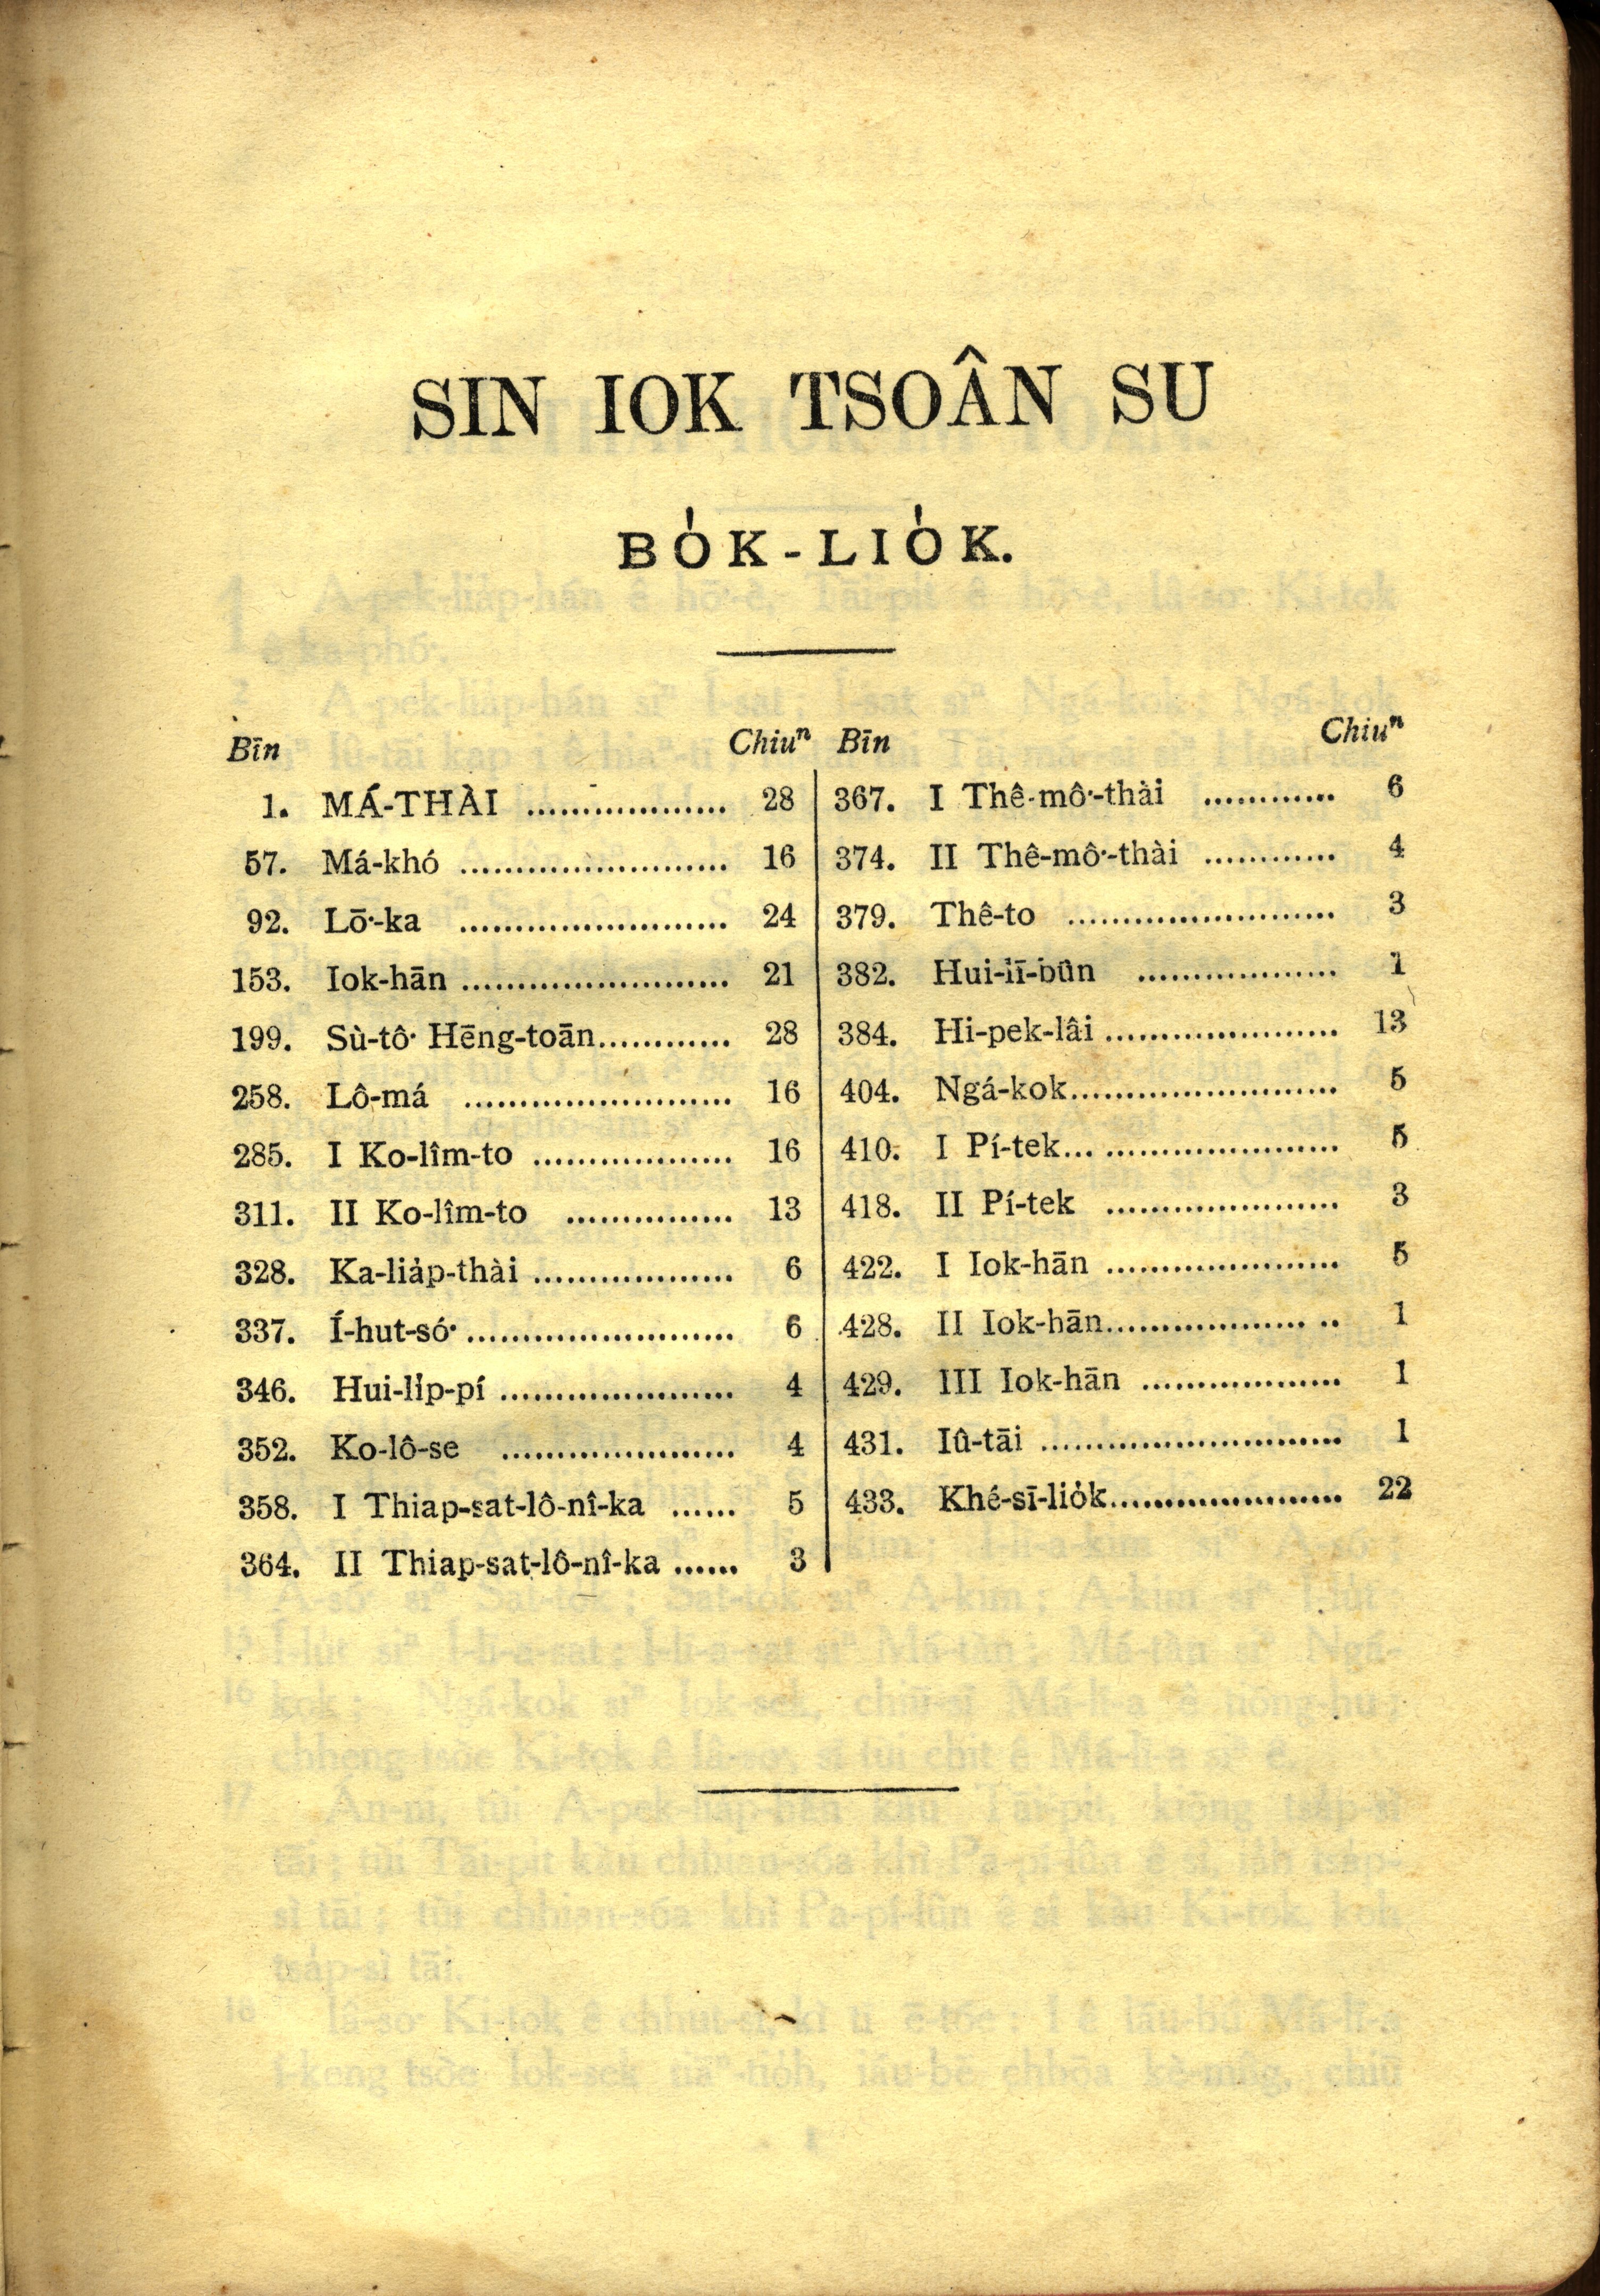 SIN IOK TSOÂN SU
BO̍K-LIO̍K.
Bīn Chiuⁿ
1. MÁ-THÀI .................. 28
57. Má-khó ........................ 16
92. Lō͘-ka ........................ 24
153. Iok-hān ........................ 21
199. Sù-tô͘ Hēng-toān............ 28
258. Lô-má ........................ 16
285. I Ko-lîm-to .................. 16
311. II Ko-lîm-to ............... 13
328. Ka-lia̍p-thài .................. 6
337. Í-hut-só͘ ........................ 6
346. Hui-li̍p-pí ..................... 4
352. Ko-lô-se ..................... 4
358. I Thiap-sat-lô-nî-ka ...... 5
364. II Thiap-sat-lô-nî-ka ...... 3
Bīn Chiuⁿ
367. I Thê-mô͘-thài ............ 6
374. II Thê-mô͘-thài ............ 4
379. Thê-to ........................ 3
382. Hui-lī-bûn .................. 1
384. Hi-pek-lâi ..................... 13
404. Ngá-kok........................ 5
410. I Pí-tek... ..................... 5
418. II Pí-tek ..................... 3
422. I Iok-hān ..................... 5
428. II Iok-hān.................. .. 1
429. III Iok-hān .................. 1
431. Iû-tāi ........................... 1
433. Khé-sī-lio̍k..................... 22